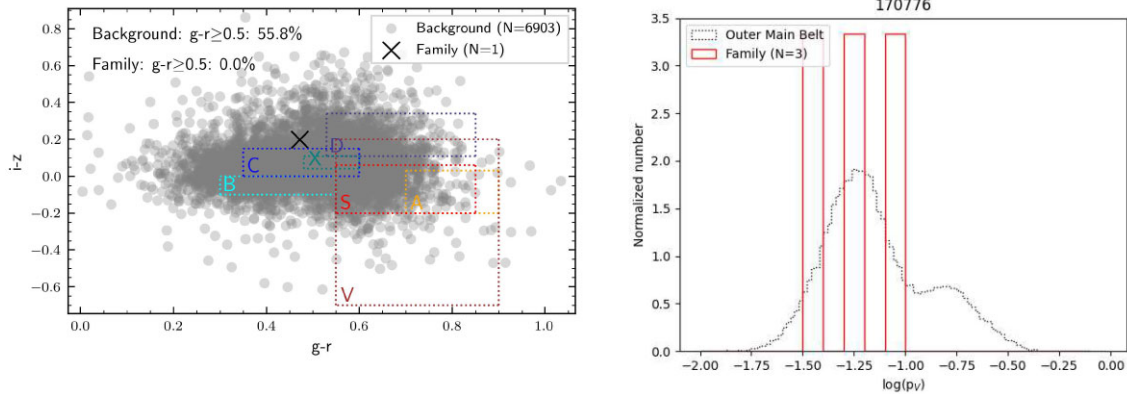 Background: g-r≥0.5: 55.8%
Family: g-r≥0.5: 0.0%
Background (N=6903)
Family (N=1)
D
X
C
B
S
A
V
0.8
0.6
0.4
0.2
0.0
−0.2
−0.4
−0.6
i-z
0.0 0.2 0.4 0.6 0.8 1.0
g-r
170776
Outer Main Belt
Family (N=3)
3.5
3.0
2.5
2.0
1.5
1.0
0.5
0.0
Normalized number
−2.00 −1.75 −1.50 −1.25 −1.00 −0.75 −0.50 −0.25 0.00
log(pV)